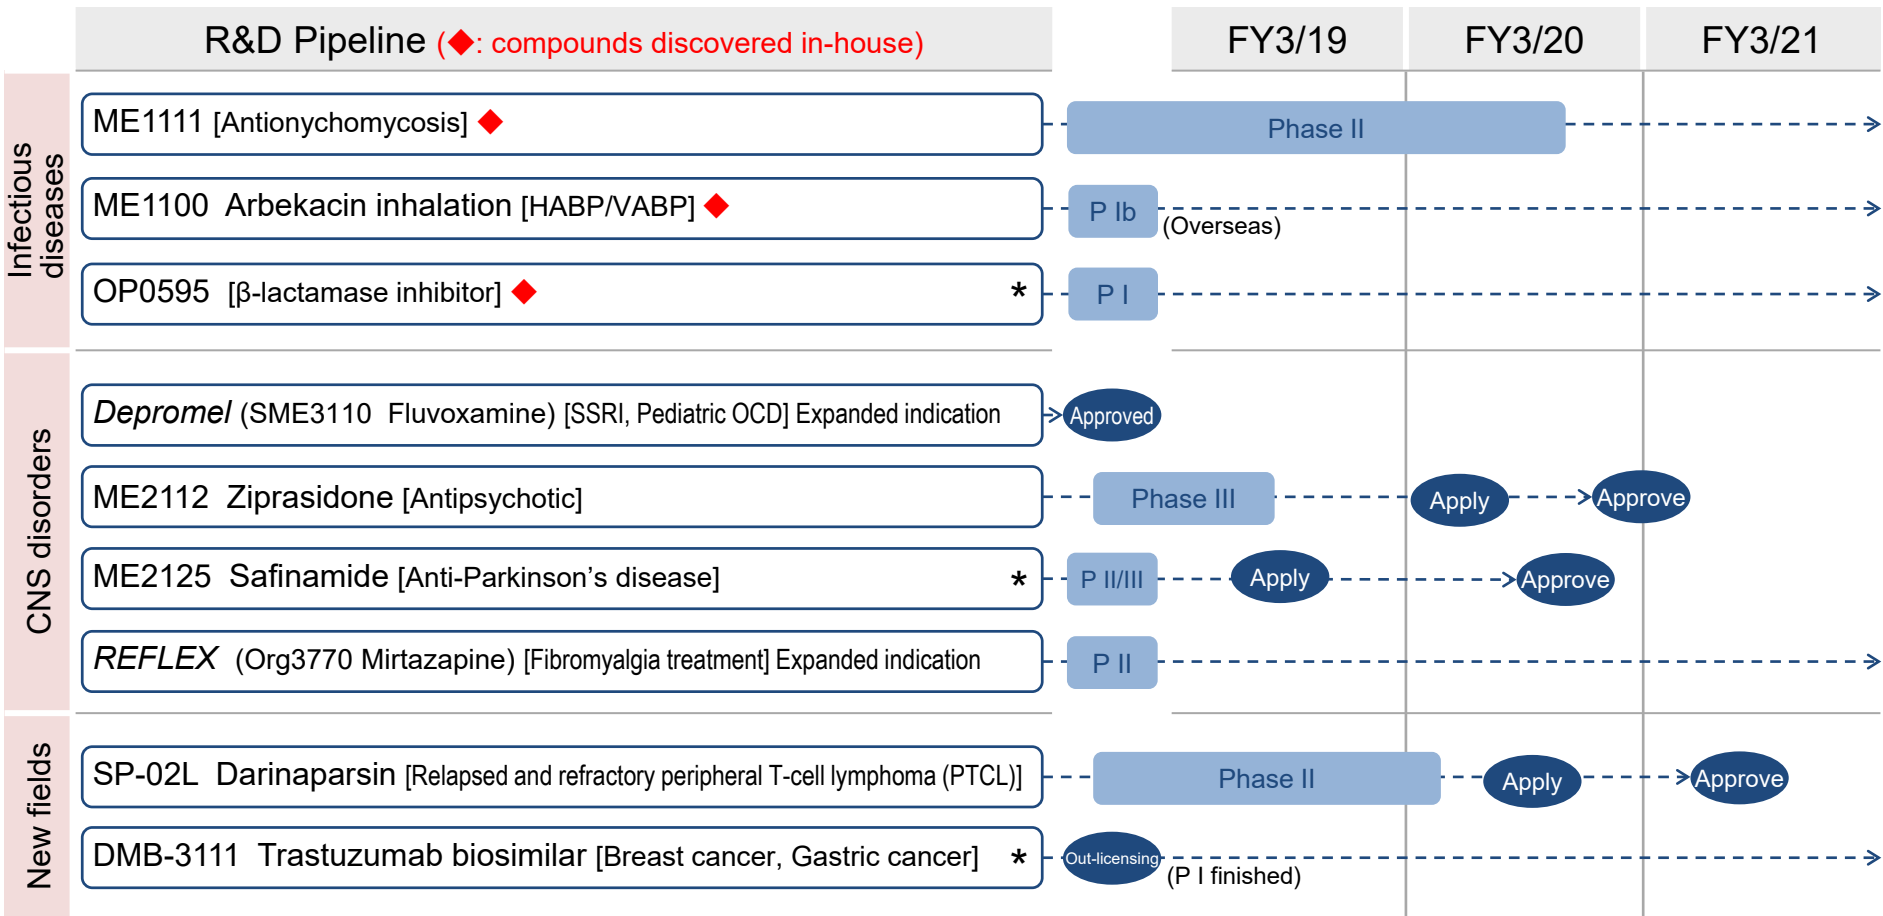 R&D Pipeline (◆: compounds discovered in-house)
FY3/19
FY3/20
FY3/21
Infectious
diseases
ME1111 [Antionychomycosis] ◆
Phase II
ME1100 Arbekacin inhalation [HABP/VABP] ◆
P Ib
(Overseas)
OP0595 [β-lactamase inhibitor] ◆ *
P I
CNS disorders
Depromel (SME3110 Fluvoxamine) [SSRI, Pediatric OCD] Expanded indication
Approved
ME2112 Ziprasidone [Antipsychotic]
Phase III
Apply
Approve
ME2125 Safinamide [Anti-Parkinson’s disease] *
P II/III
Apply
Approve
REFLEX (Org3770 Mirtazapine) [Fibromyalgia treatment] Expanded indication
P II
New fields
SP-02L Darinaparsin [Relapsed and refractory peripheral T-cell lymphoma (PTCL)]
Phase II
Apply
Approve
DMB-3111 Trastuzumab biosimilar [Breast cancer, Gastric cancer] *
Out-licensing
(P I finished)